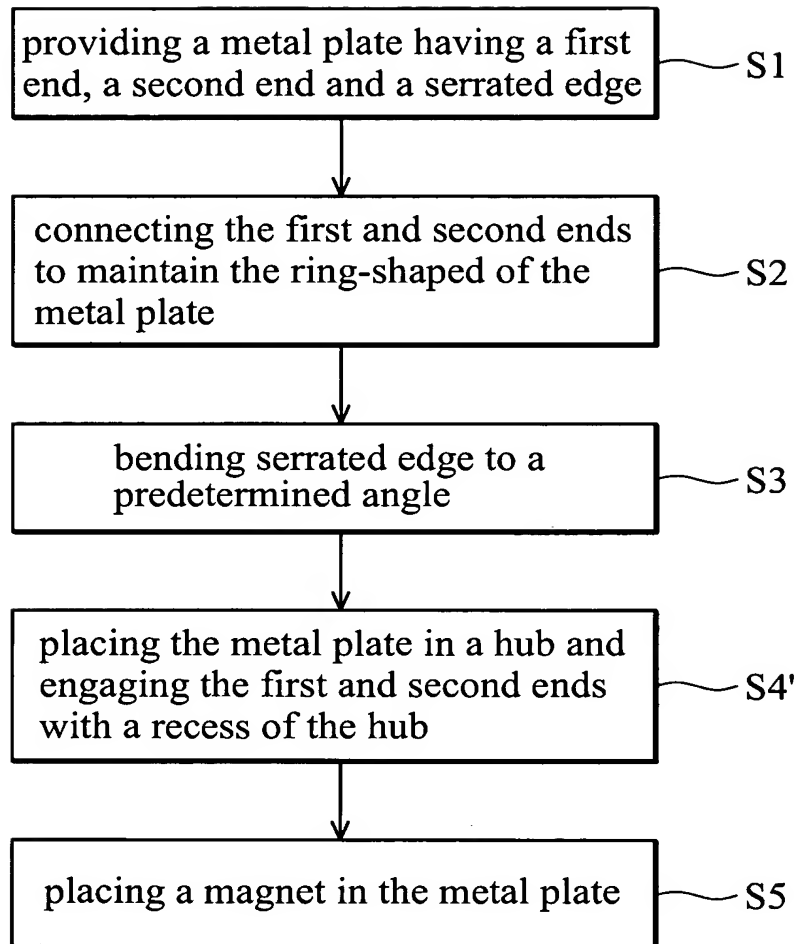 providing a metal plate having a first
end, a second end and a serrated edge
S1
connecting the first and second ends
to maintain the ring-shaped of the
metal plate
S2
bending serrated edge to a
predetermined angle
S3
placing the metal plate in a hub and
engaging the first and second ends
with a recess of the hub
S4'
placing a magnet in the metal plate
S5